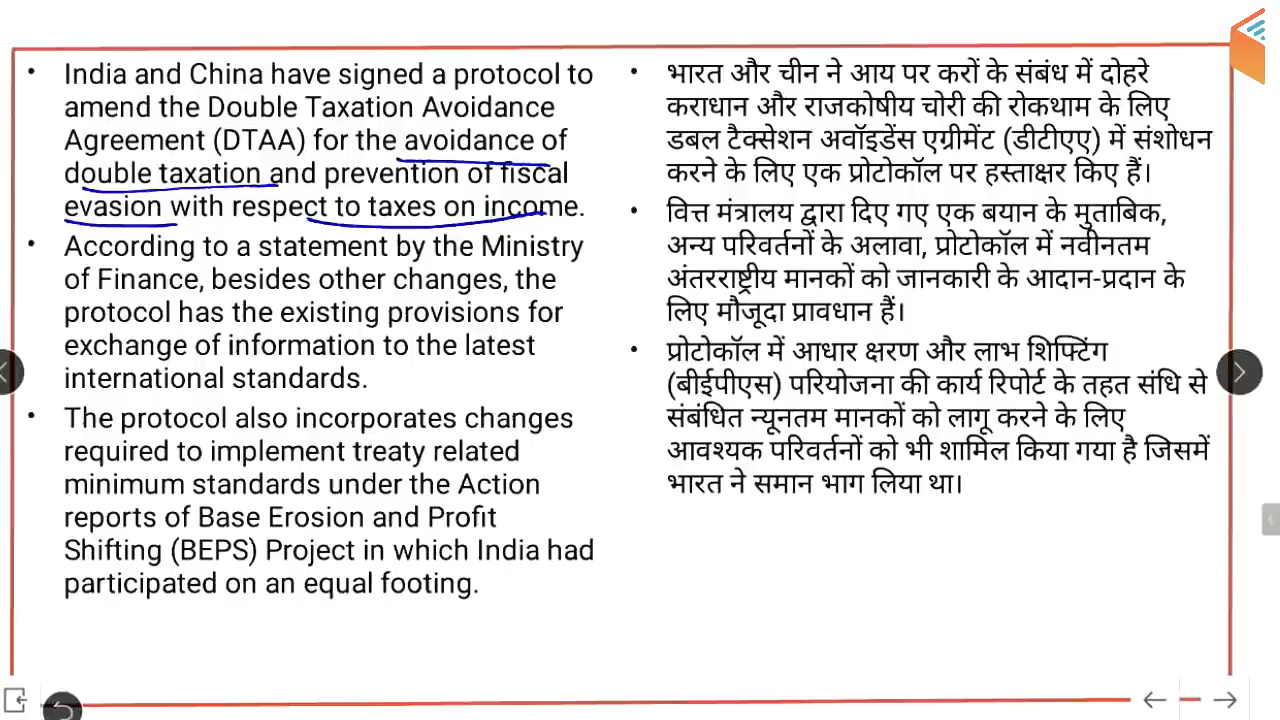 • India and China have signed a protocol to
amend the Double Taxation Avoidance
Agreement (DTAA) for the avoidance of
double taxation and prevention of fiscal
evasion with respect to taxes on income.
• According to a statement by the Ministry
of Finance, besides other changes, the
protocol has the existing provisions for
exchange of information to the latest
international standards.
• The protocol also incorporates changes
required to implement treaty related
minimum standards under the Action
reports of Base Erosion and Profit
Shifting (BEPS) Project in which India had
participated on an equal footing.
• भारत और चीन ने आय पर करों के संबंध में दोहरे
कराधान और राजकोषीय चोरी की रोकथाम के लिए
डबल टैक्सेशन अवॉइडेंस एग्रीमेंट (डीटीएए) में संशोधन
करने के लिए एक प्रोटोकॉल पर हस्ताक्षर किए हैं।
• वित्त मंत्रालय द्वारा दिए गए एक बयान के मुताबिक,
अन्य परिवर्तनों के अलावा, प्रोटोकॉल में नवीनतम
अंतरराष्ट्रीय मानकों को जानकारी के आदान-प्रदान के
लिए मौजूदा प्रावधान हैं।
• प्रोटोकॉल में आधार क्षरण और लाभ शिफ्टिंग
(बीईपीएस) परियोजना की कार्य रिपोर्ट के तहत संधि से
संबंधित न्यूनतम मानकों को लागू करने के लिए
आवश्यक परिवर्तनों को भी शामिल किया गया है जिसमें
भारत ने समान भाग लिया था।